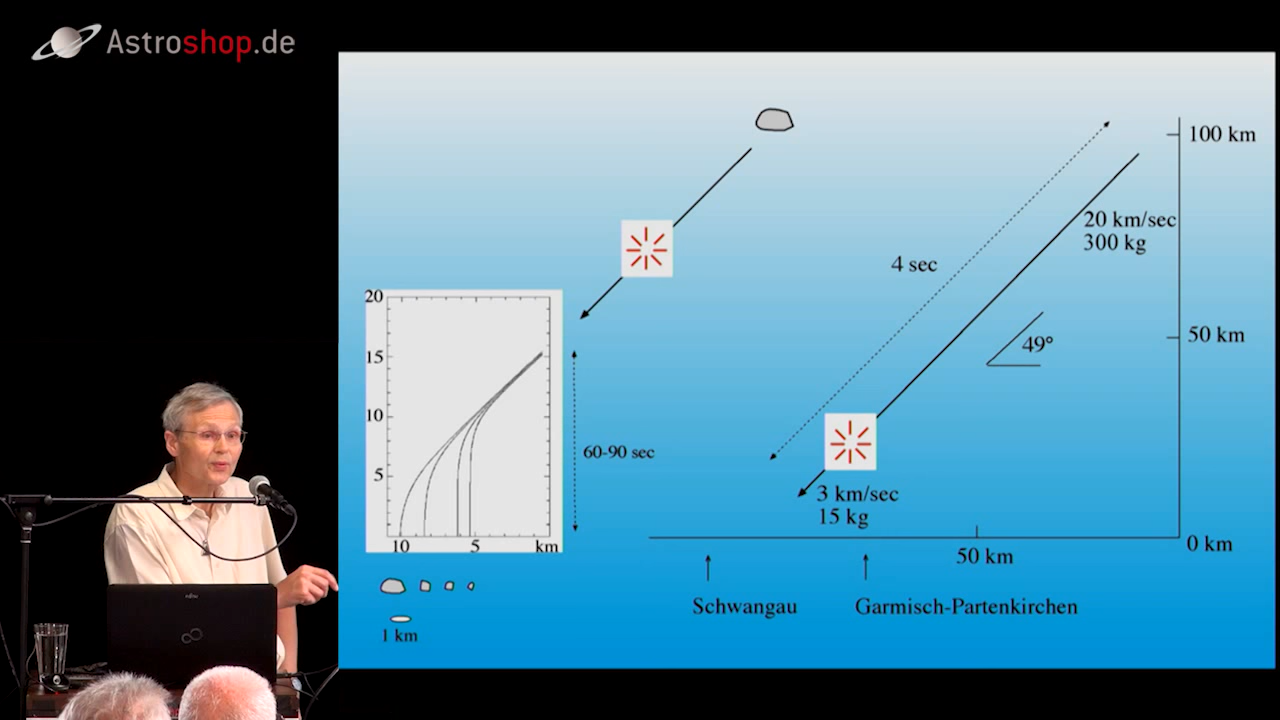 Astroshop.de
100 km
20 km/sec
300 kg
4 sec
50 km
49°
20
15
10
5
60-90 sec
10 5 km
3 km/sec
15 kg
0 km
50 km
Schwangau
Garmisch-Partenkirchen
1 km